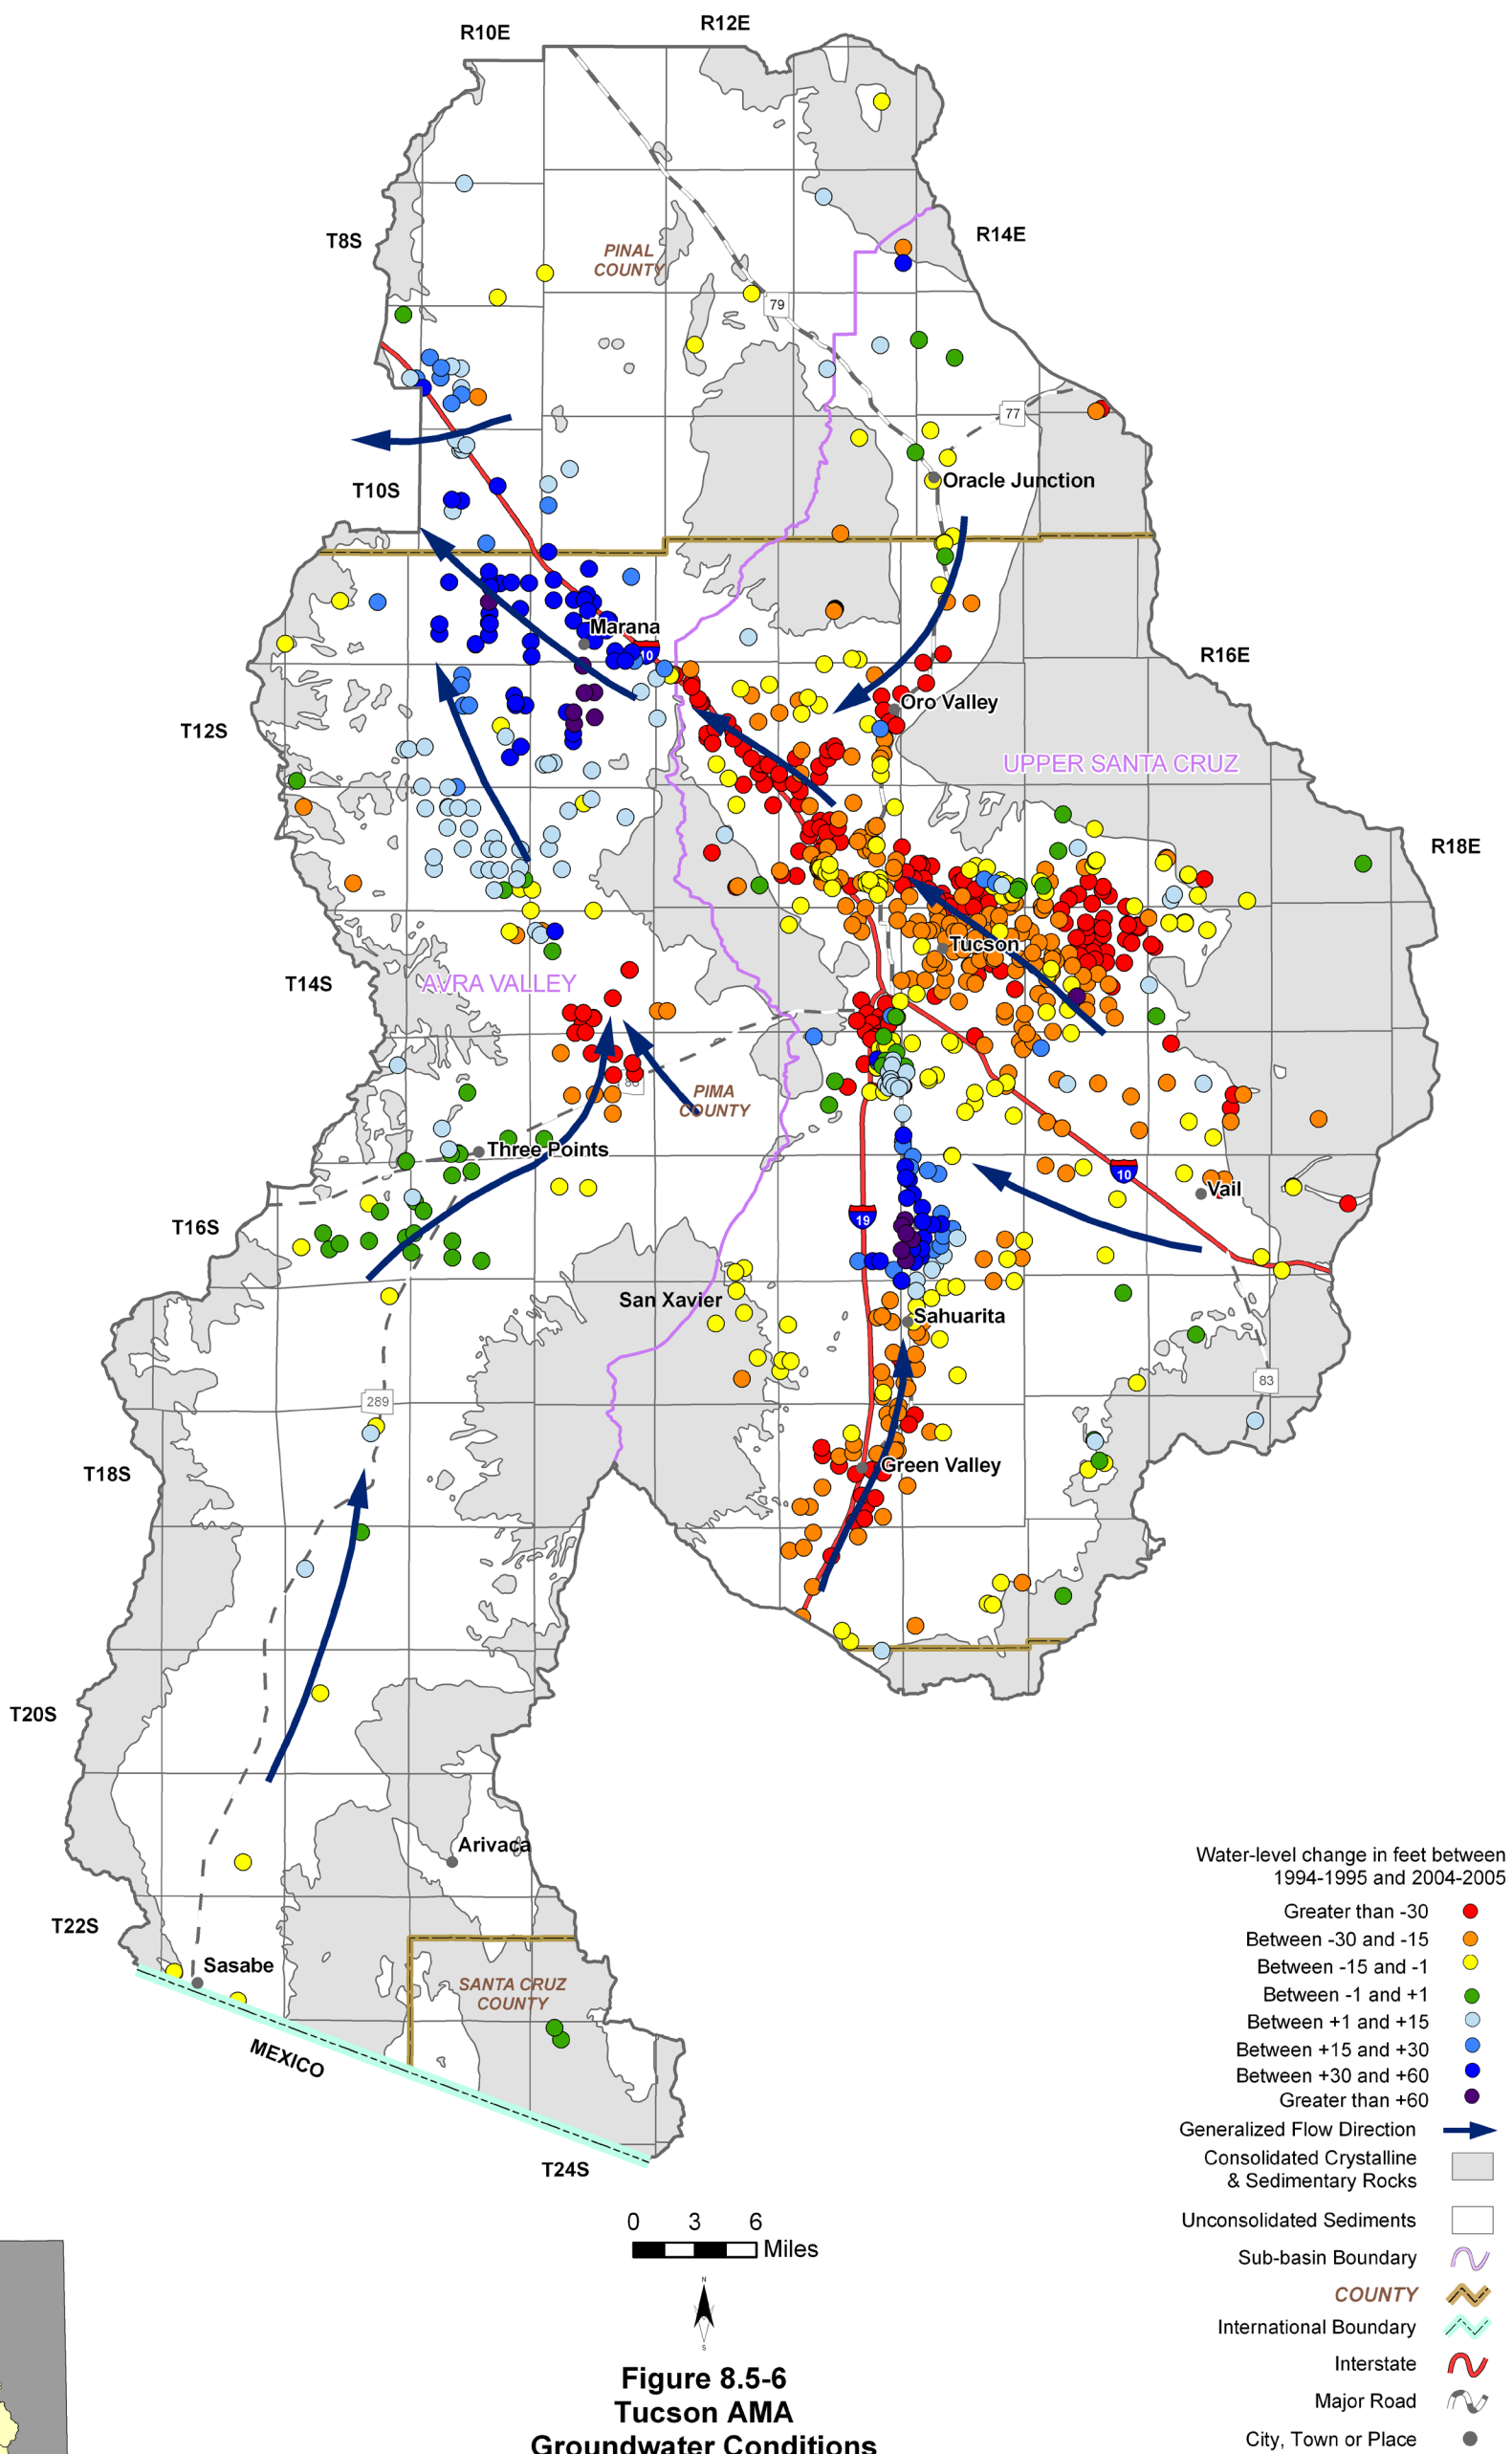 R12E
R10E
R14E
T8S
PINAL
COUNTY
79
77
Oracle Junction
T10S
Marana
10
R16E
Oro Valley
T12S
UPPER SANTA CRUZ
R18E
Tucson
T14S
AVRA VALLEY
86
PIMA
COUNTY
Three Points
10
Vail
19
T16S
San Xavier
Sahuarita
83
289
Green Valley
T18S
T20S
Arivaca
T22S
Sasabe
SANTA CRUZ
COUNTY
MEXICO
T24S
Water-level change in feet between
1994-1995 and 2004-2005
Greater than -30
Between -30 and -15
Between -15 and -1
Between -1 and +1
Between +1 and +15
Between +15 and +30
Between +30 and +60
Greater than +60
Generalized Flow Direction
Consolidated Crystalline
& Sedimentary Rocks
Unconsolidated Sediments
Sub-basin Boundary
COUNTY
International Boundary
Interstate
Major Road
City, Town or Place
0 3 6
Miles
N
S
Figure 8.5-6
Tucson AMA
Groundwater Conditions